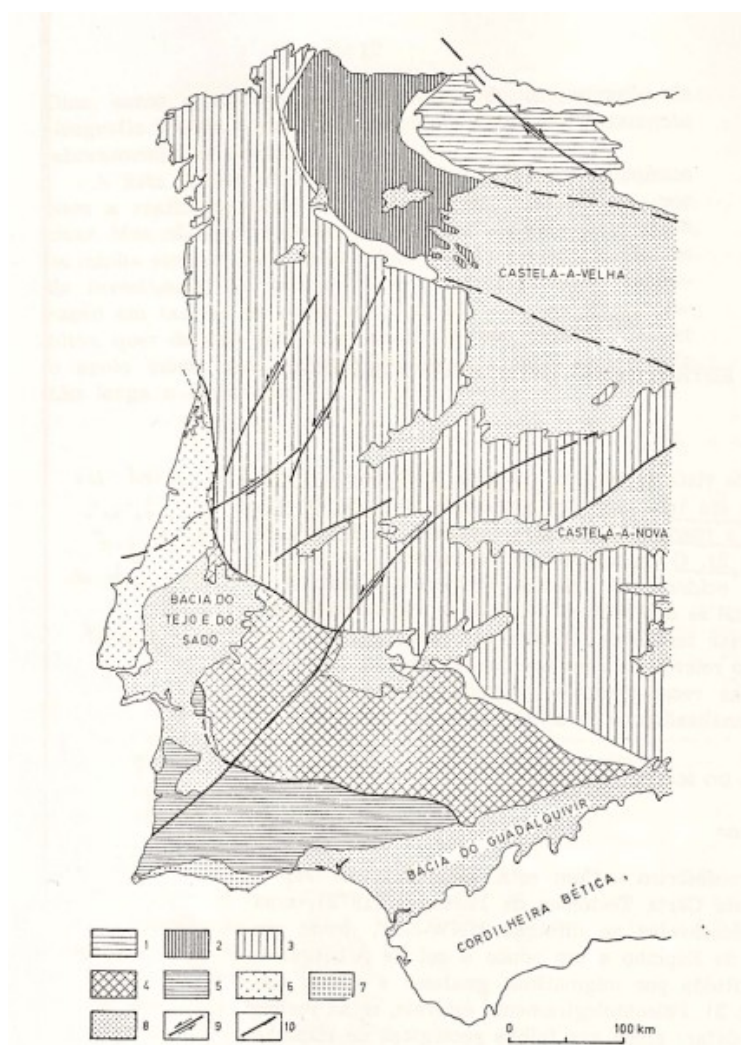 CASTELA-A-VELHA
CASTELA-A-NOVA
BACIA DO
TEJO E DO
SADO
BACIA DO GUADALQUIVIR
CORDILHEIRA BÉTICA
1 2 3
4 5 6 7
8 9 10
0 100 km